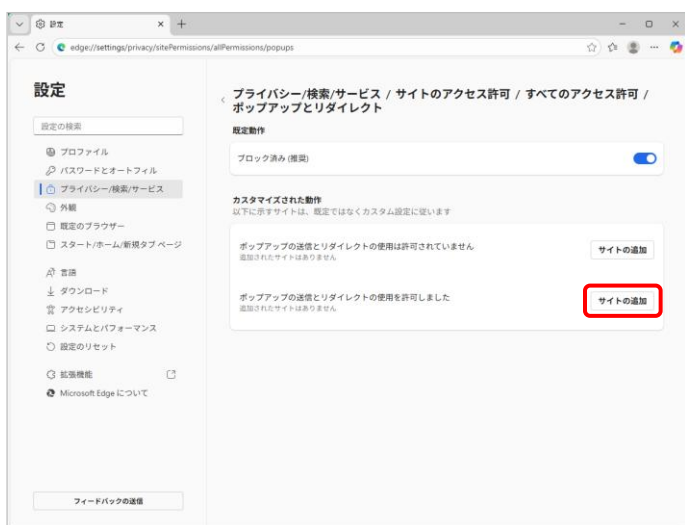 設定
edge://settings/privacy/sitePermissions/allPermissions/popups
設定
設定の検索
プロファイル
パスワードとオートフィル
プライバシー/検索/サービス
外観
既定のブラウザー
スタート/ホーム/新規タブ ページ
言語
ダウンロード
アクセシビリティ
システムとパフォーマンス
設定のリセット
拡張機能
Microsoft Edge について
フィードバックの送信
プライバシー/検索/サービス / サイトのアクセス許可 / すべてのアクセス許可 /
ポップアップとリダイレクト
既定動作
ブロック済み (推奨)
カスタマイズされた動作
以下に示すサイトは、既定ではなくカスタム設定に従います
ポップアップの送信とリダイレクトの使用は許可されていません
追加されたサイトはありません
サイトの追加
ポップアップの送信とリダイレクトの使用を許可しました
追加されたサイトはありません
サイトの追加